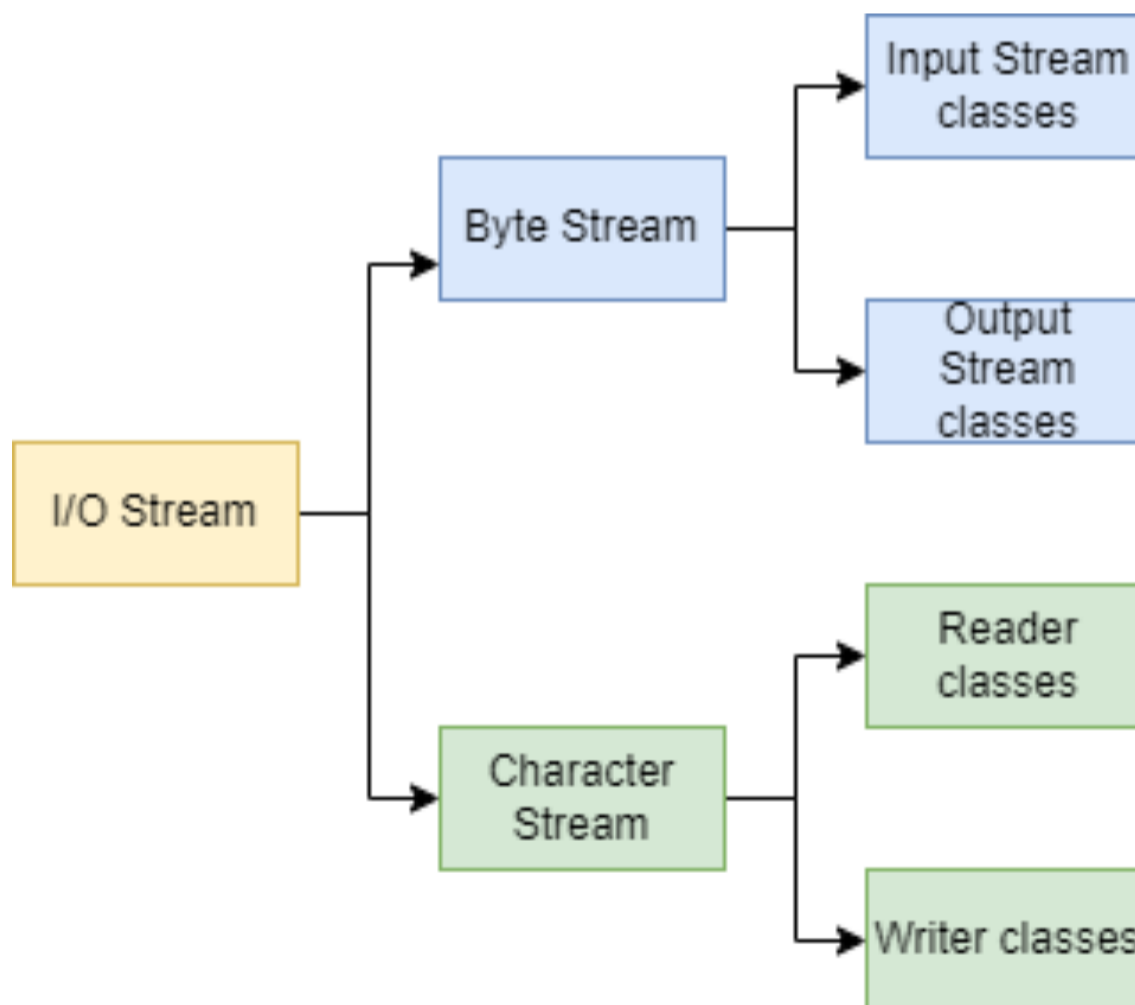 Input Stream
classes
Byte Stream
Output
Stream
classes
I/O Stream
Reader
classes
Character
Stream
Writer classes